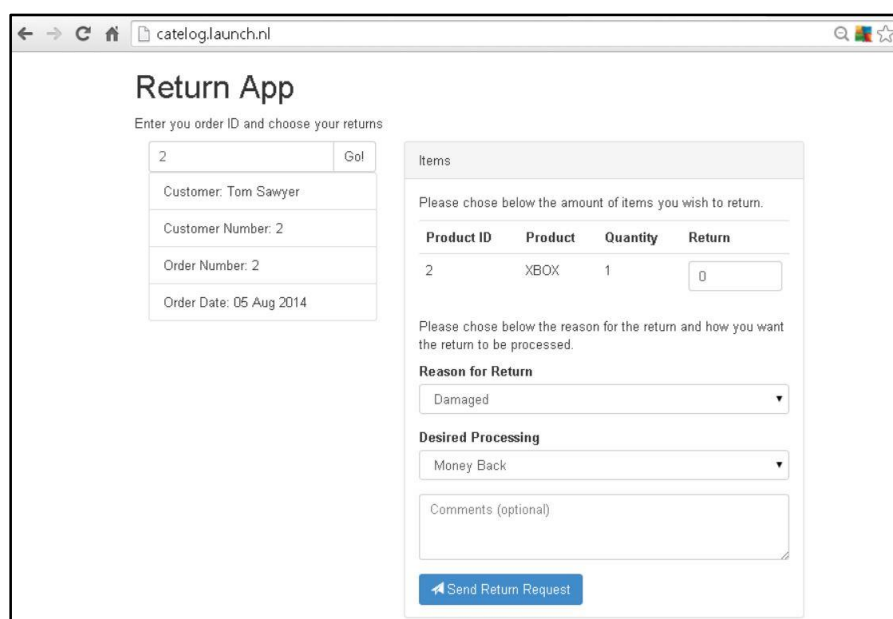 catelog.launch.nl
Return App
Enter you order ID and choose your returns
2 Go!
Customer: Tom Sawyer
Customer Number: 2
Order Number: 2
Order Date: 05 Aug 2014
Items
Please chose below the amount of items you wish to return.
Product ID Product Quantity Return
2 XBOX 1 0
Please chose below the reason for the return and how you want
the return to be processed.
Reason for Return
Damaged
Desired Processing
Money Back
Comments (optional)
Send Return Request